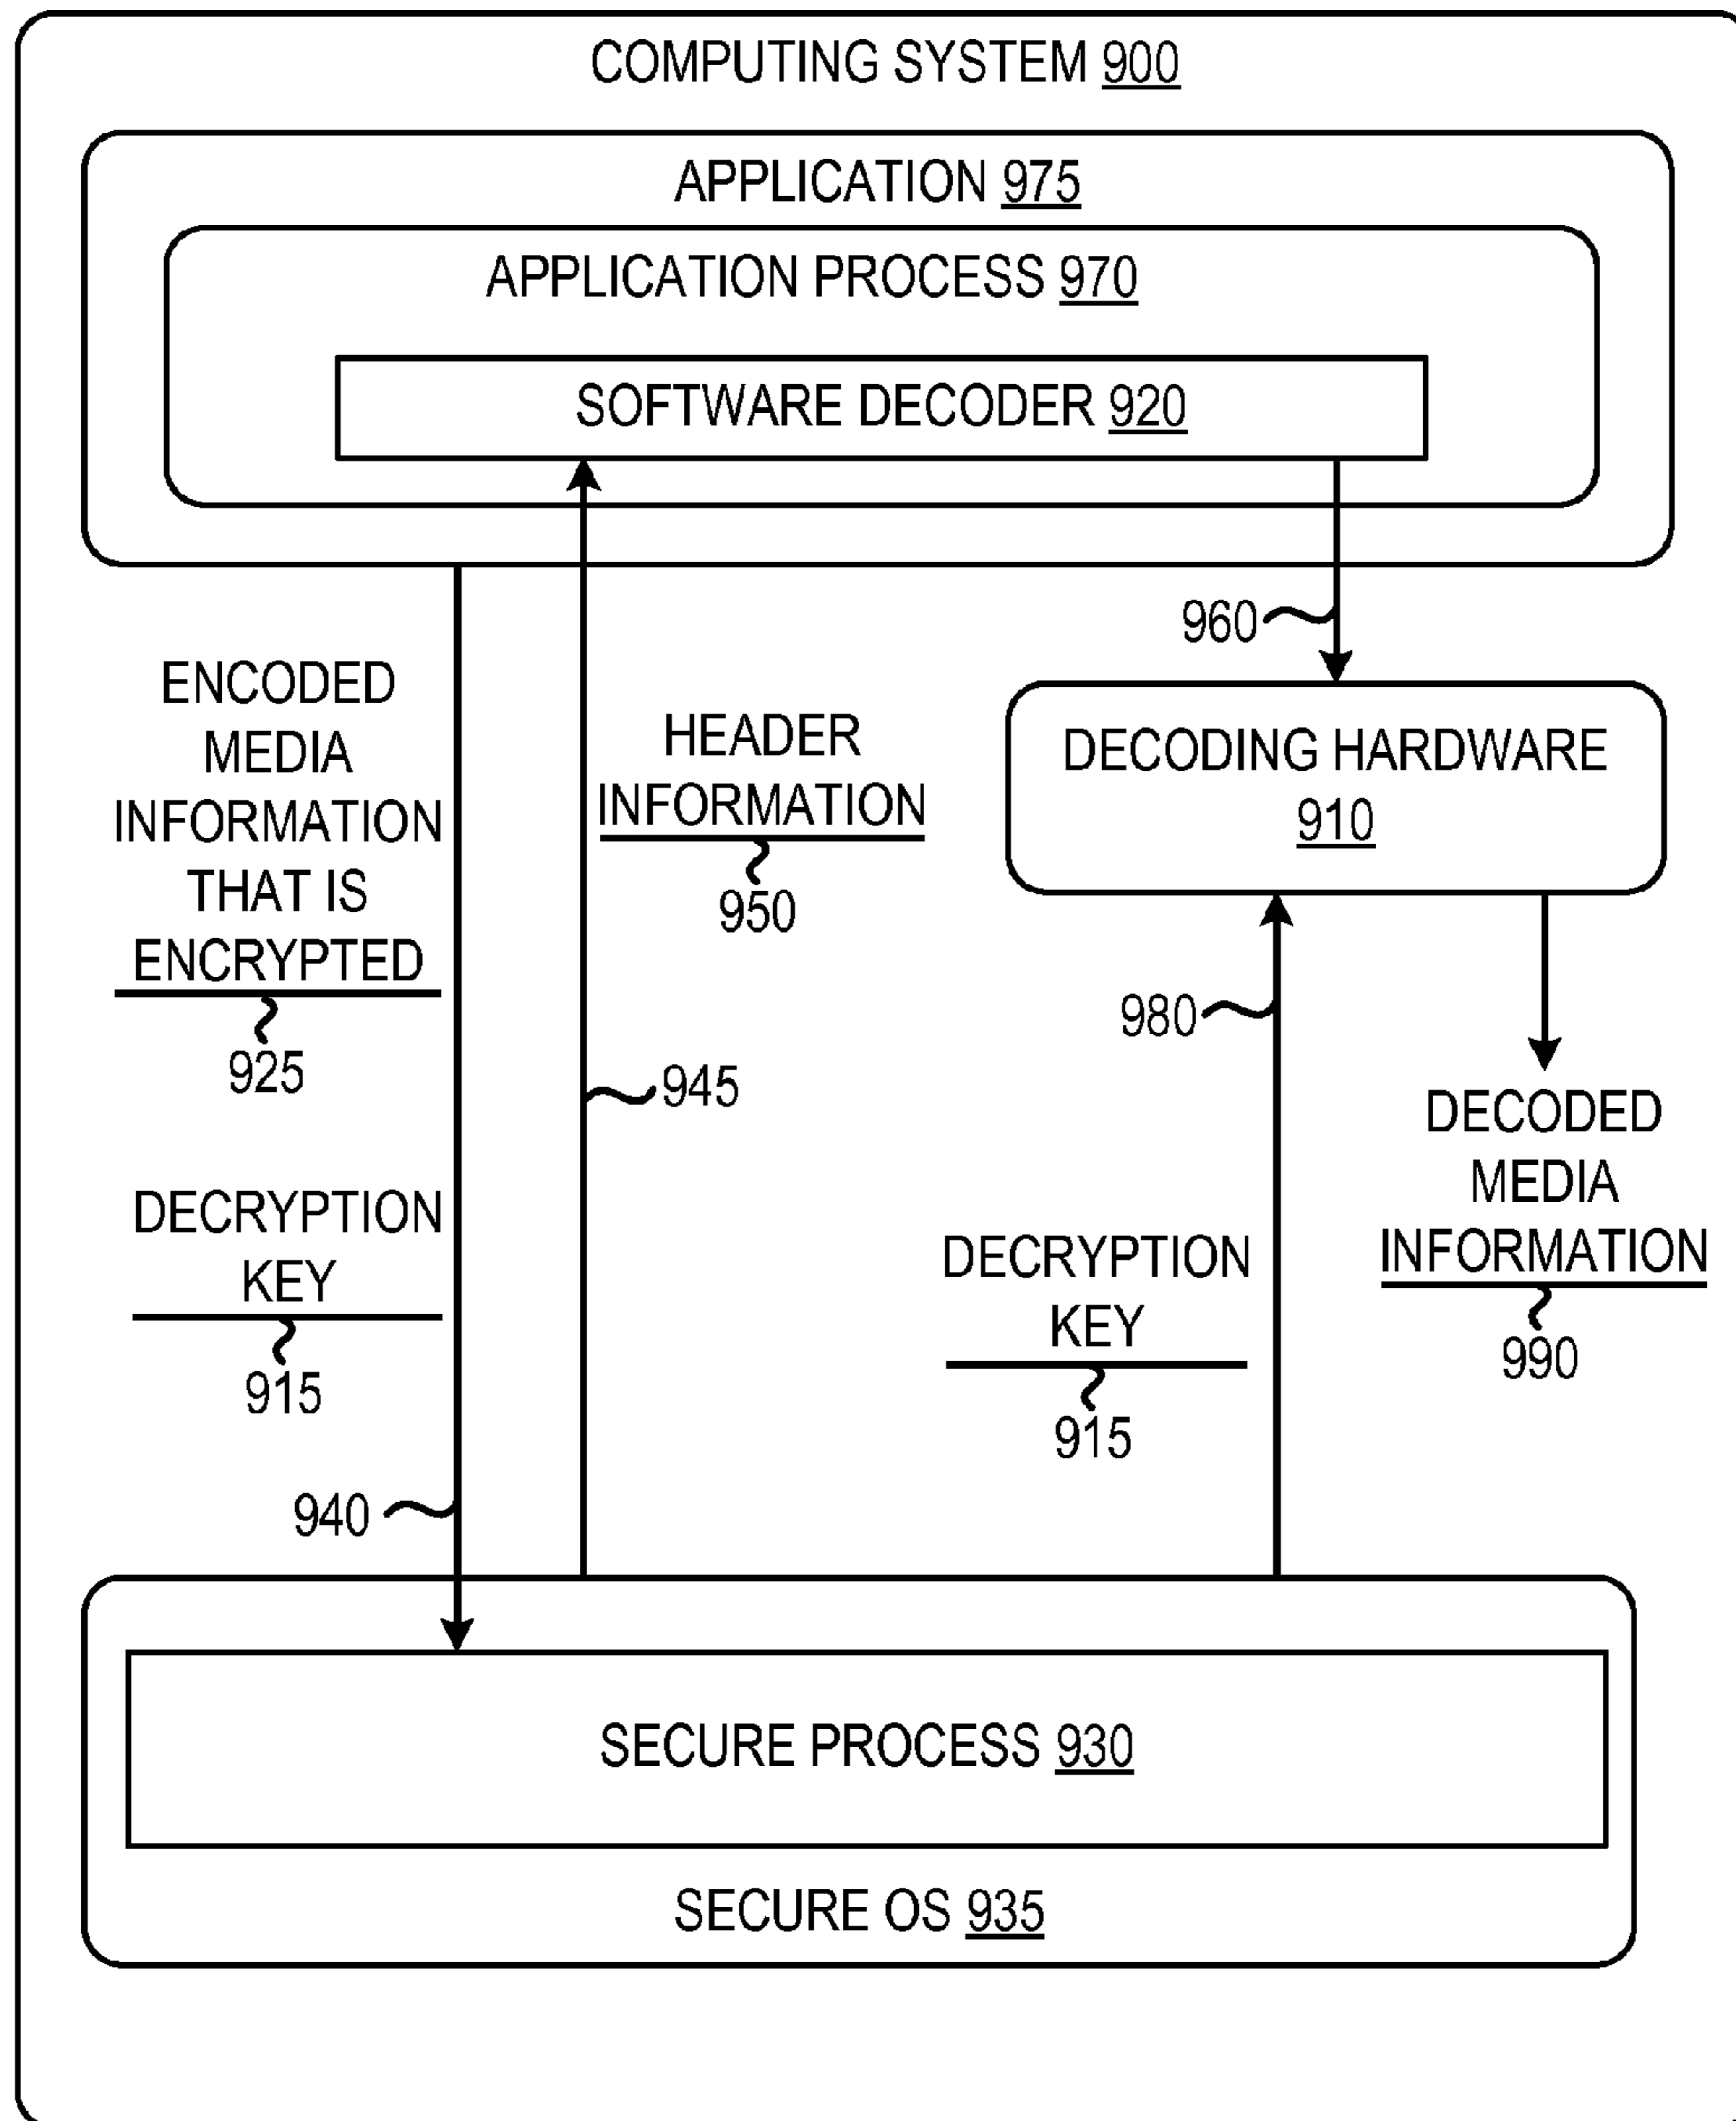 COMPUTING SYSTEM 900
APPLICATION 975
APPLICATION PROCESS 970
SOFTWARE DECODER 920
960
ENCODED
MEDIA
INFORMATION
THAT IS
ENCRYPTED
925
HEADER
INFORMATION
950
DECODING HARDWARE
910
980
945
DECODED
MEDIA
INFORMATION
990
DECRYPTION
KEY
915
DECRYPTION
KEY
915
940
SECURE PROCESS 930
SECURE OS 935